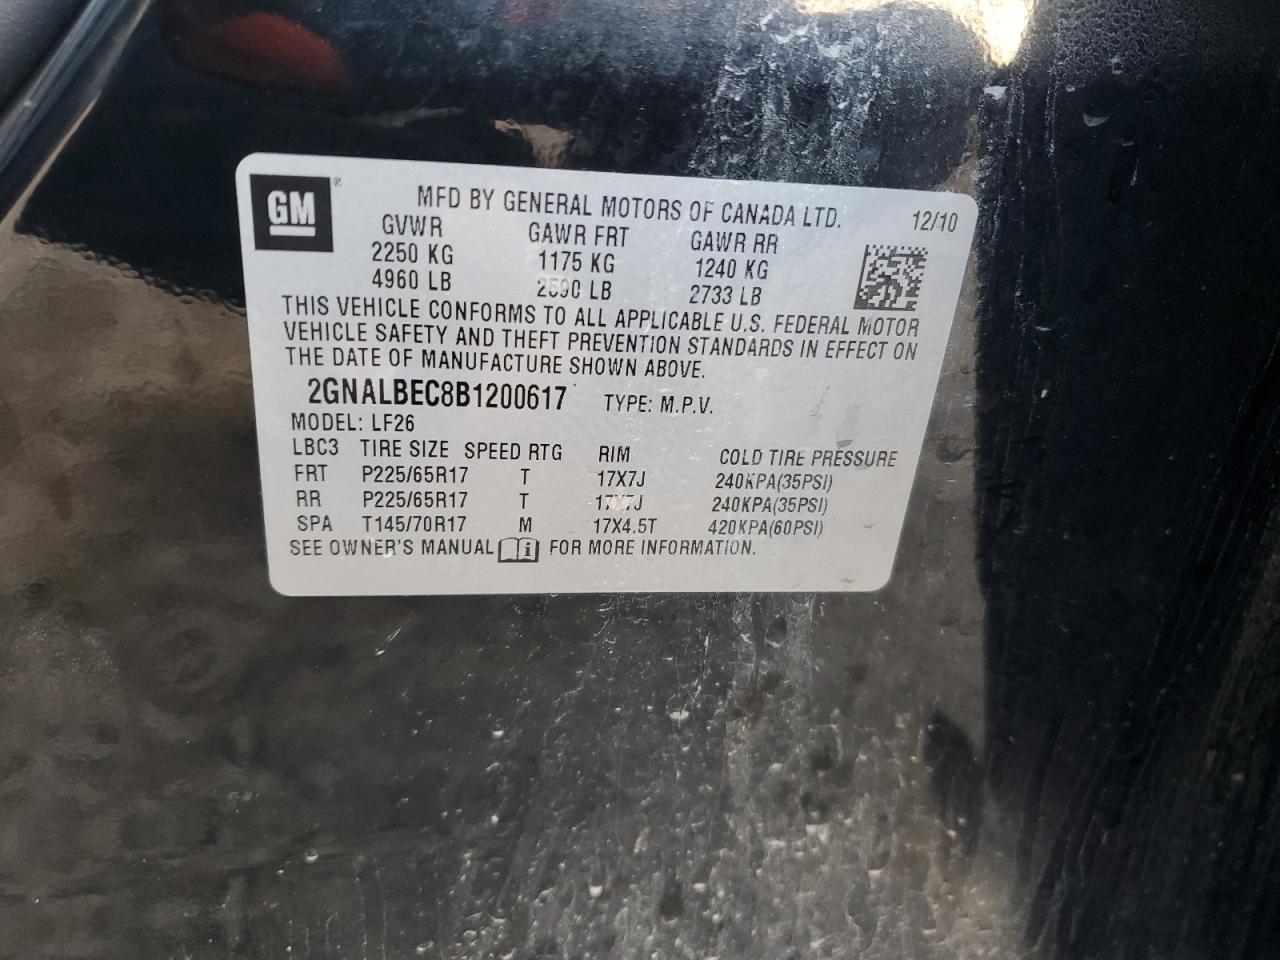 GM ® MFD BY GENERAL MOTORS OF CANADA LTD. 12/10
GVWR GAWR FRT GAWR RR
2250 KG 1175 KG 1240 KG
4960 LB 2590 LB 2733 LB
THIS VEHICLE CONFORMS TO ALL APPLICABLE U.S. FEDERAL MOTOR
VEHICLE SAFETY AND THEFT PREVENTION STANDARDS IN EFFECT ON
THE DATE OF MANUFACTURE SHOWN ABOVE.
2GNALBEC8B1200617 TYPE: M.P.V.
MODEL: LF26
LBC3 TIRE SIZE SPEED RTG RIM COLD TIRE PRESSURE
FRT P225/65R17 T 17X7J 240KPA(35PSI)
RR P225/65R17 T 17X7J 240KPA(35PSI)
SPA T145/70R17 M 17X4.5T 420KPA(60PSI)
SEE OWNER'S MANUAL i FOR MORE INFORMATION.